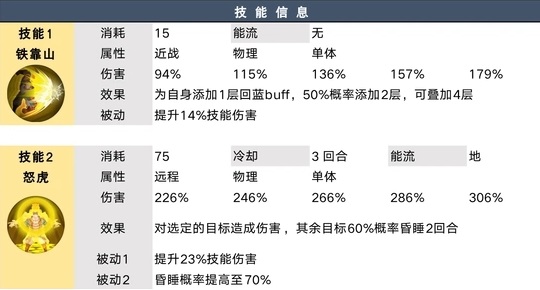 技能信息
技能1 消耗 15 能流 无
铁靠山 属性 近战 物理 单体
伤害 94% 115% 136% 157% 179%
效果 为自身添加1层回蓝buff，50%概率添加2层，可叠加4层
被动 提升14%技能伤害
技能2 消耗 75 冷却 3回合 能流 地
怒虎 属性 远程 物理 单体
伤害 226% 246% 266% 286% 306%
效果 对选定的目标造成伤害，其余目标60%概率昏睡2回合
被动1 提升23%技能伤害
被动2 昏睡概率提高至70%